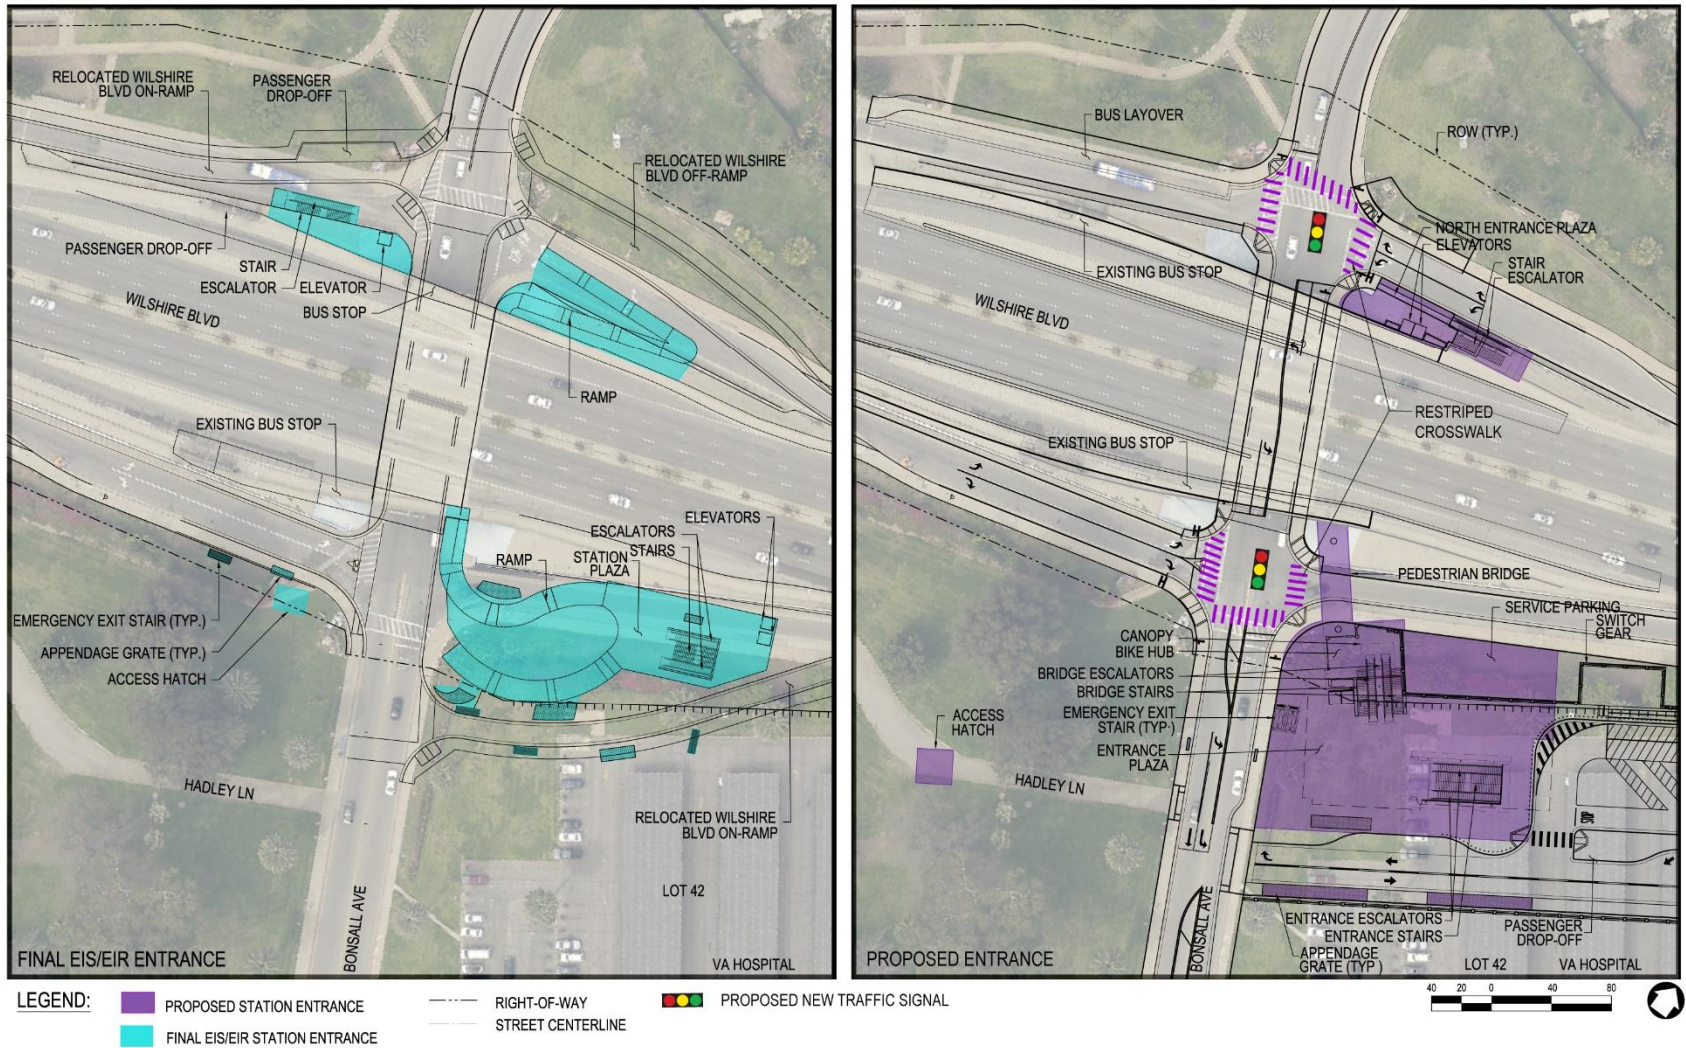 RELOCATED WILSHIRE
BLVD ON-RAMP
PASSENGER
DROP-OFF
RELOCATED WILSHIRE
BLVD OFF-RAMP
PASSENGER DROP-OFF
STAIR
ESCALATOR
ELEVATOR
BUS STOP
WILSHIRE BLVD
RAMP
EXISTING BUS STOP
ELEVATORS
ESCALATORS
STAIRS
STATION
PLAZA
RAMP
EMERGENCY EXIT STAIR (TYP.)
APPENDAGE GRATE (TYP.)
ACCESS HATCH
HADLEY LN
RELOCATED WILSHIRE
BLVD ON-RAMP
LOT 42
BONSALL AVE
FINAL EIS/EIR ENTRANCE
VA HOSPITAL
BUS LAYOVER
ROW (TYP.)
NORTH ENTRANCE PLAZA
ELEVATORS
STAIR
ESCALATOR
EXISTING BUS STOP
WILSHIRE BLVD
RESTRIPED
CROSSWALK
EXISTING BUS STOP
PEDESTRIAN BRIDGE
SERVICE PARKING
SWITCH
GEAR
CANOPY
BIKE HUB
BRIDGE ESCALATORS
BRIDGE STAIRS
EMERGENCY EXIT
STAIR (TYP.)
ENTRANCE
PLAZA
ACCESS
HATCH
HADLEY LN
ENTRANCE ESCALATORS
ENTRANCE STAIRS
APPENDAGE
GRATE (TYP.)
PASSENGER
DROP-OFF
BONSALL AVE
PROPOSED ENTRANCE
LOT 42
VA HOSPITAL
LEGEND:
PROPOSED STATION ENTRANCE
FINAL EIS/EIR STATION ENTRANCE
RIGHT-OF-WAY
STREET CENTERLINE
PROPOSED NEW TRAFFIC SIGNAL
40 20 0 40 80